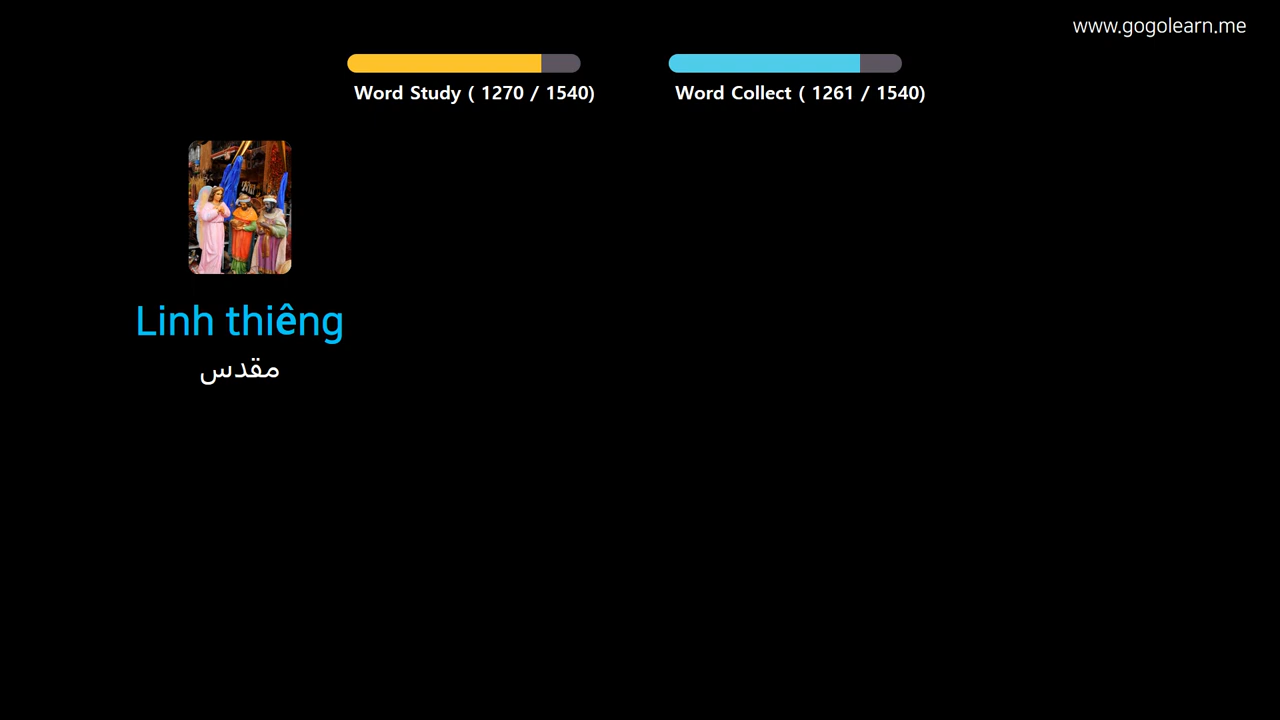 www.gogolearn.me
Word Study ( 1270 / 1540)
Word Collect ( 1261 / 1540)
Linh thiêng
مقدس